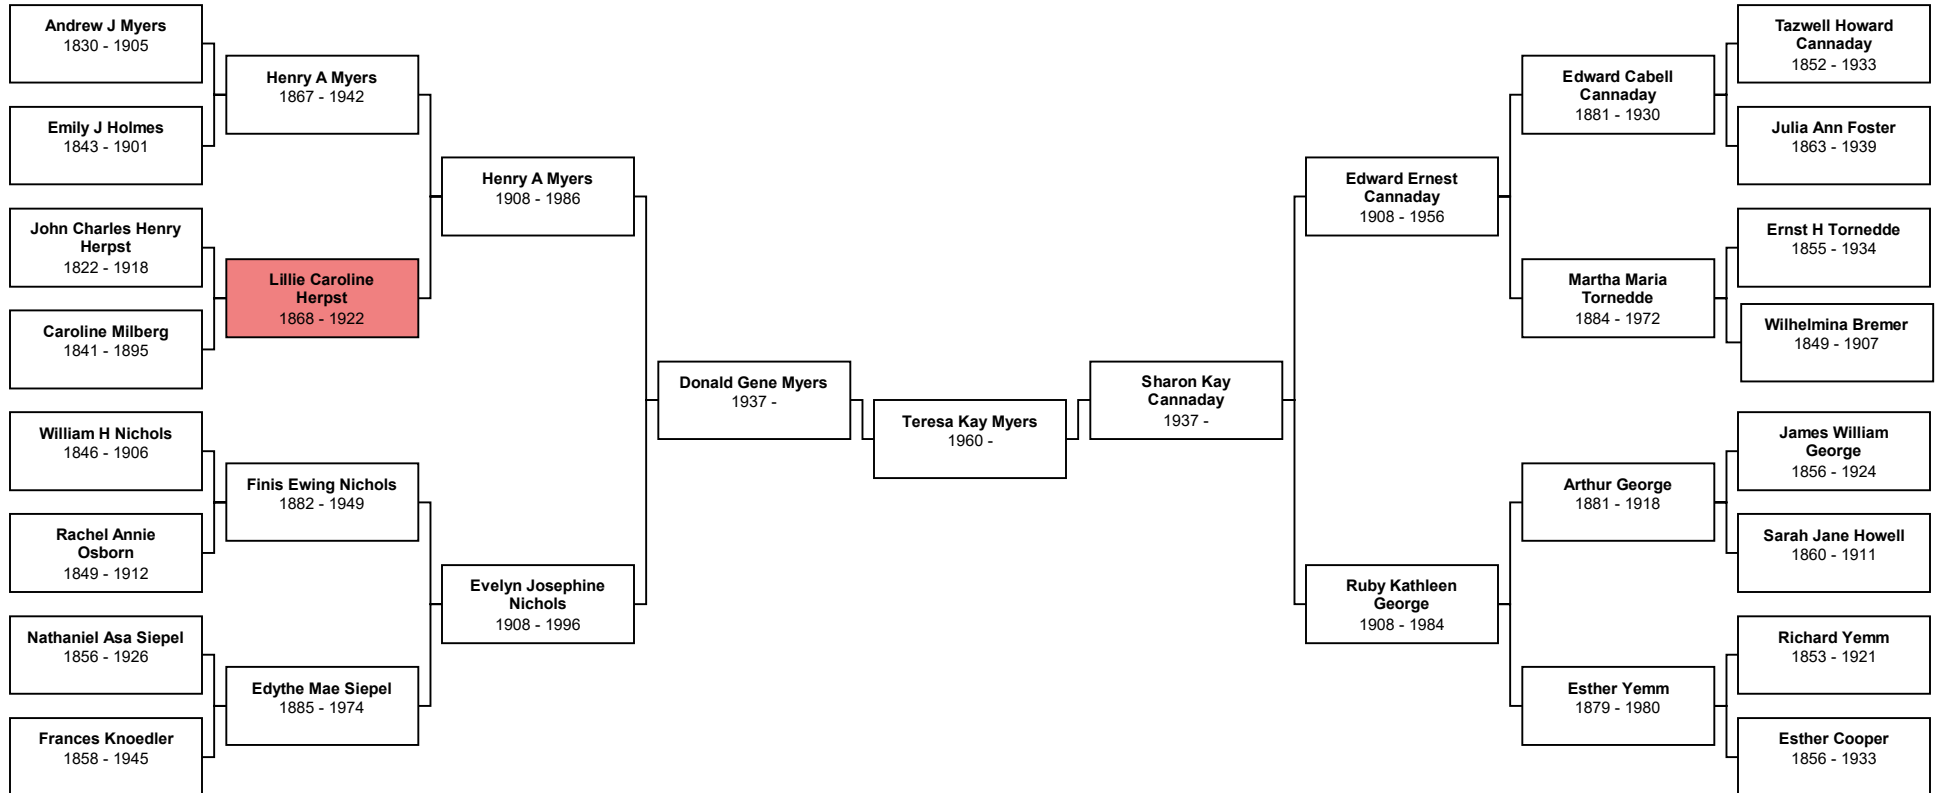 Andrew J Myers
1830 - 1905
Emily J Holmes
1843 - 1901
John Charles Henry
Herpst
1822 - 1918
Caroline Milberg
1841 - 1895
William H Nichols
1846 - 1906
Rachel Annie
Osborn
1849 - 1912
Nathaniel Asa Siepel
1856 - 1926
Frances Knoedler
1858 - 1945
Henry A Myers
1867 - 1942
Lillie Caroline
Herpst
1868 - 1922
Finis Ewing Nichols
1882 - 1949
Edythe Mae Siepel
1885 - 1974
Henry A Myers
1908 - 1986
Evelyn Josephine
Nichols
1908 - 1996
Donald Gene Myers
1937 -
Teresa Kay Myers
1960 -
Sharon Kay
Cannaday
1937 -
Edward Ernest
Cannaday
1908 - 1956
Ruby Kathleen
George
1908 - 1984
Edward Cabell
Cannaday
1881 - 1930
Martha Maria
Tornedde
1884 - 1972
Arthur George
1881 - 1918
Esther Yemm
1879 - 1980
Tazwell Howard
Cannaday
1852 - 1933
Julia Ann Foster
1863 - 1939
Ernst H Tornedde
1855 - 1934
Wilhelmina Bremer
1849 - 1907
James William
George
1856 - 1924
Sarah Jane Howell
1860 - 1911
Richard Yemm
1853 - 1921
Esther Cooper
1856 - 1933